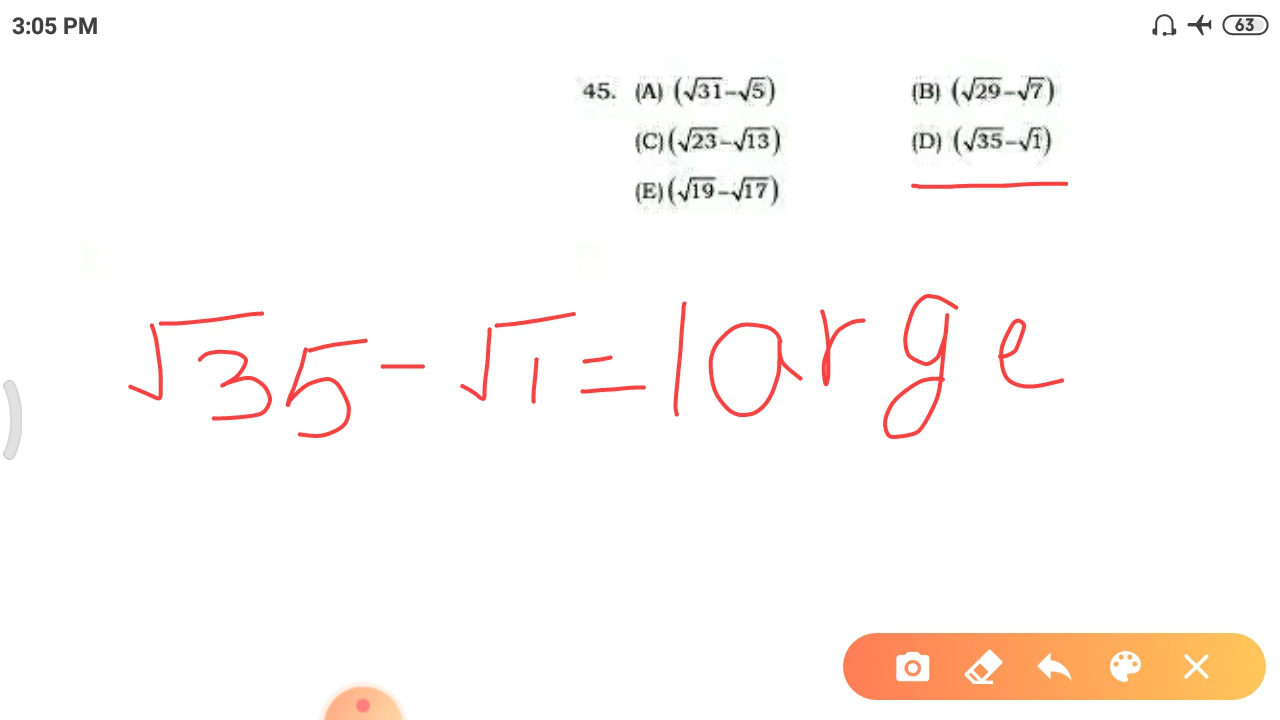 3:05 PM 63
45. (A) (√31-√5) (B) (√29-√7)
(C) (√23-√13) (D) (√35-√1)
(E) (√19-√17)
√35 - √1 = large